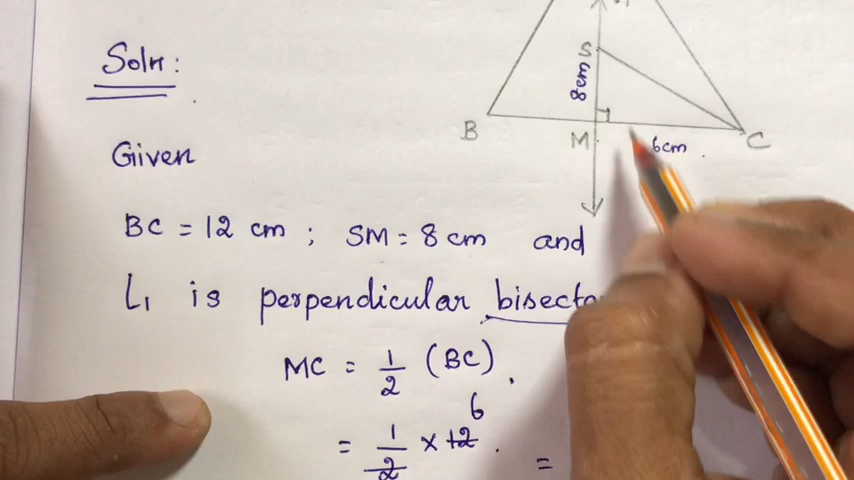 Soln:
S
8cm
B
M
6cm
C
Given
BC = 12 cm ; SM = 8 cm and
L₁ is perpendicular
MC = 1/2 (BC).
6
= 1/2 × 12. =